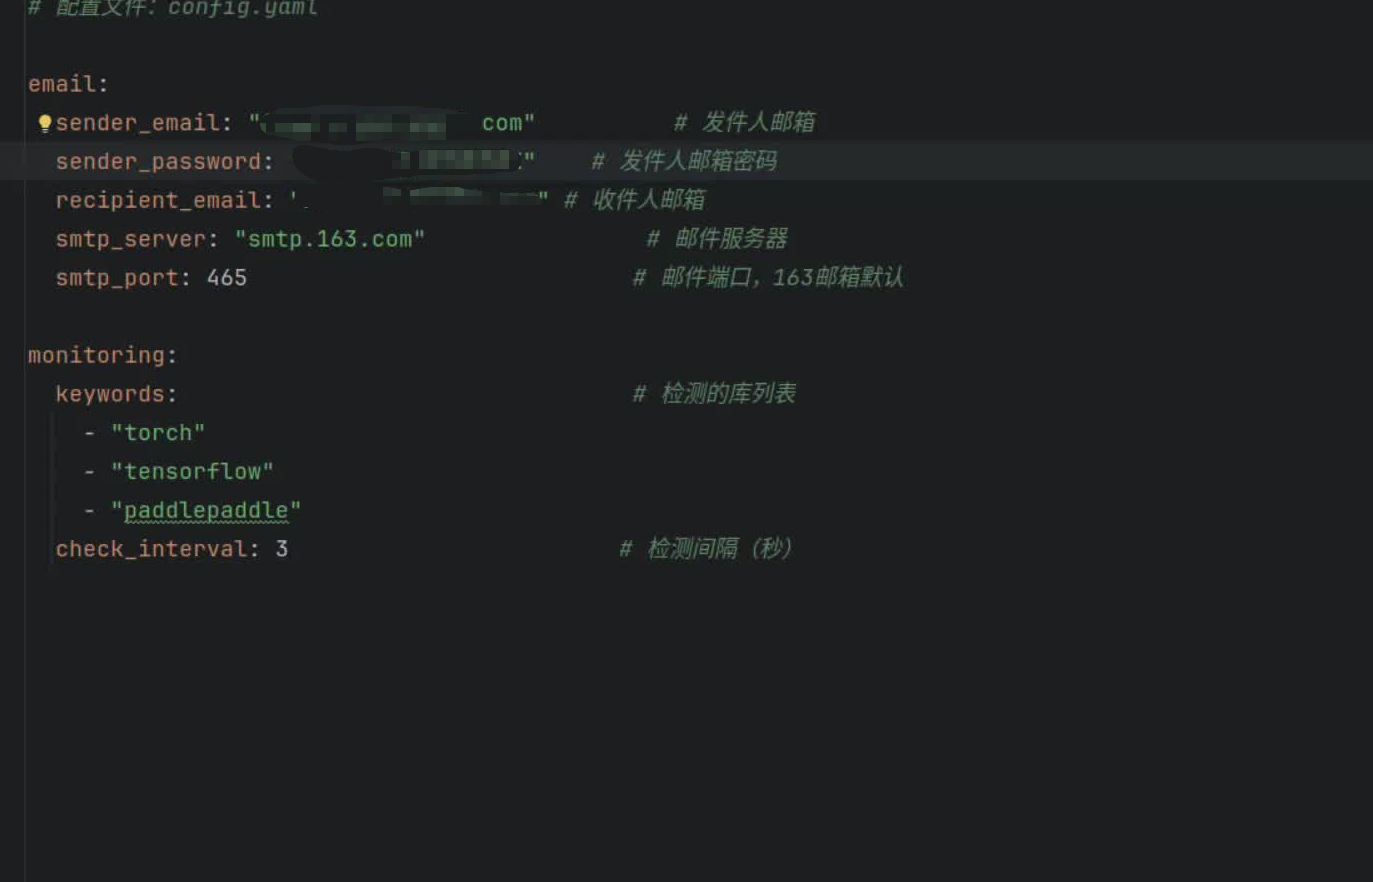 # 配置文件: config.yaml
email:
sender_email: " com" # 发件人邮箱
sender_password: " # 发件人邮箱密码
recipient_email: ' " # 收件人邮箱
smtp_server: "smtp.163.com" # 邮件服务器
smtp_port: 465 # 邮件端口，163邮箱默认
monitoring:
keywords: # 检测的库列表
- "torch"
- "tensorflow"
- "paddlepaddle"
check_interval: 3 # 检测间隔（秒）